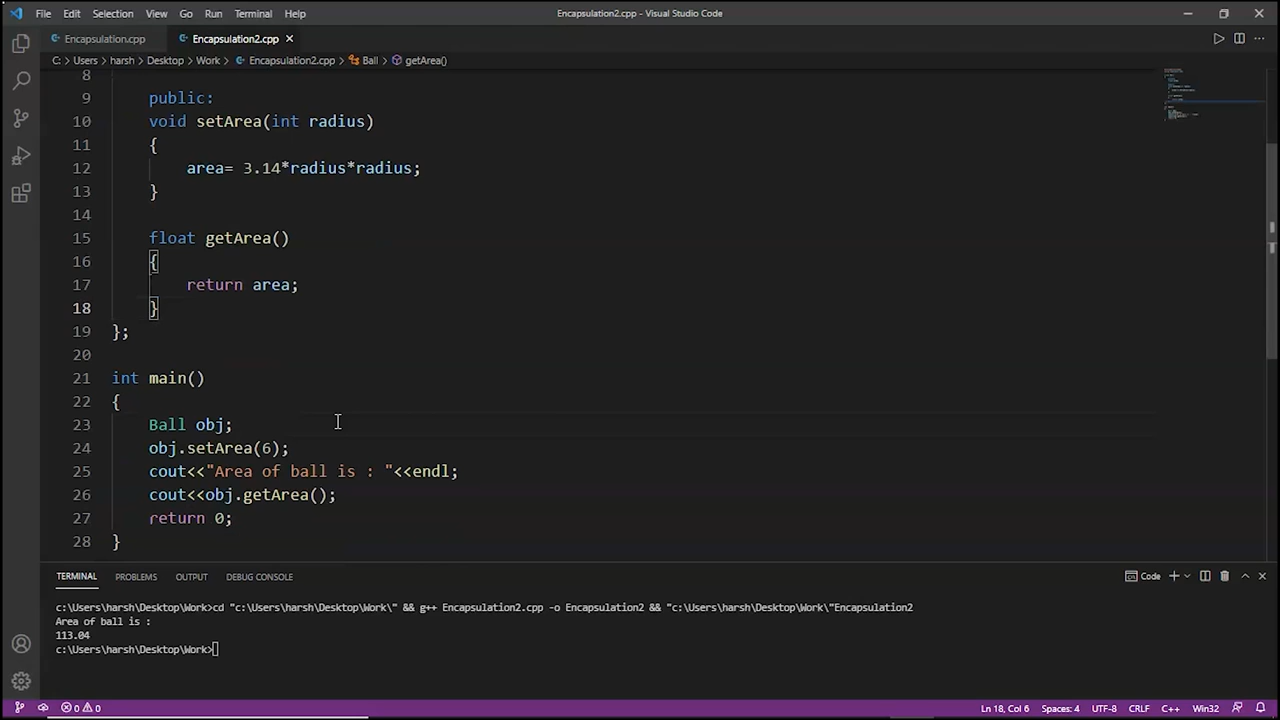 File Edit Selection View Go Run Terminal Help Encapsulation2.cpp - Visual Studio Code
Encapsulation.cpp Encapsulation2.cpp
C: > Users > harsh > Desktop > Work > Encapsulation2.cpp > Ball > getArea()
8
9 public:
10 void setArea(int radius)
11 {
12 area= 3.14*radius*radius;
13 }
14
15 float getArea()
16 {
17 return area;
18 }
19 };
20
21 int main()
22 {
23 Ball obj;
24 obj.setArea(6);
25 cout<<"Area of ball is : "<<endl;
26 cout<<obj.getArea();
27 return 0;
28 }
TERMINAL PROBLEMS OUTPUT DEBUG CONSOLE Code
c:\Users\harsh\Desktop\Work>cd "c:\Users\harsh\Desktop\Work\" && g++ Encapsulation2.cpp -o Encapsulation2 && "c:\Users\harsh\Desktop\Work\"Encapsulation2
Area of ball is :
113.04
c:\Users\harsh\Desktop\Work>
0 0 Ln 18, Col 6 Spaces: 4 UTF-8 CRLF C++ Win32